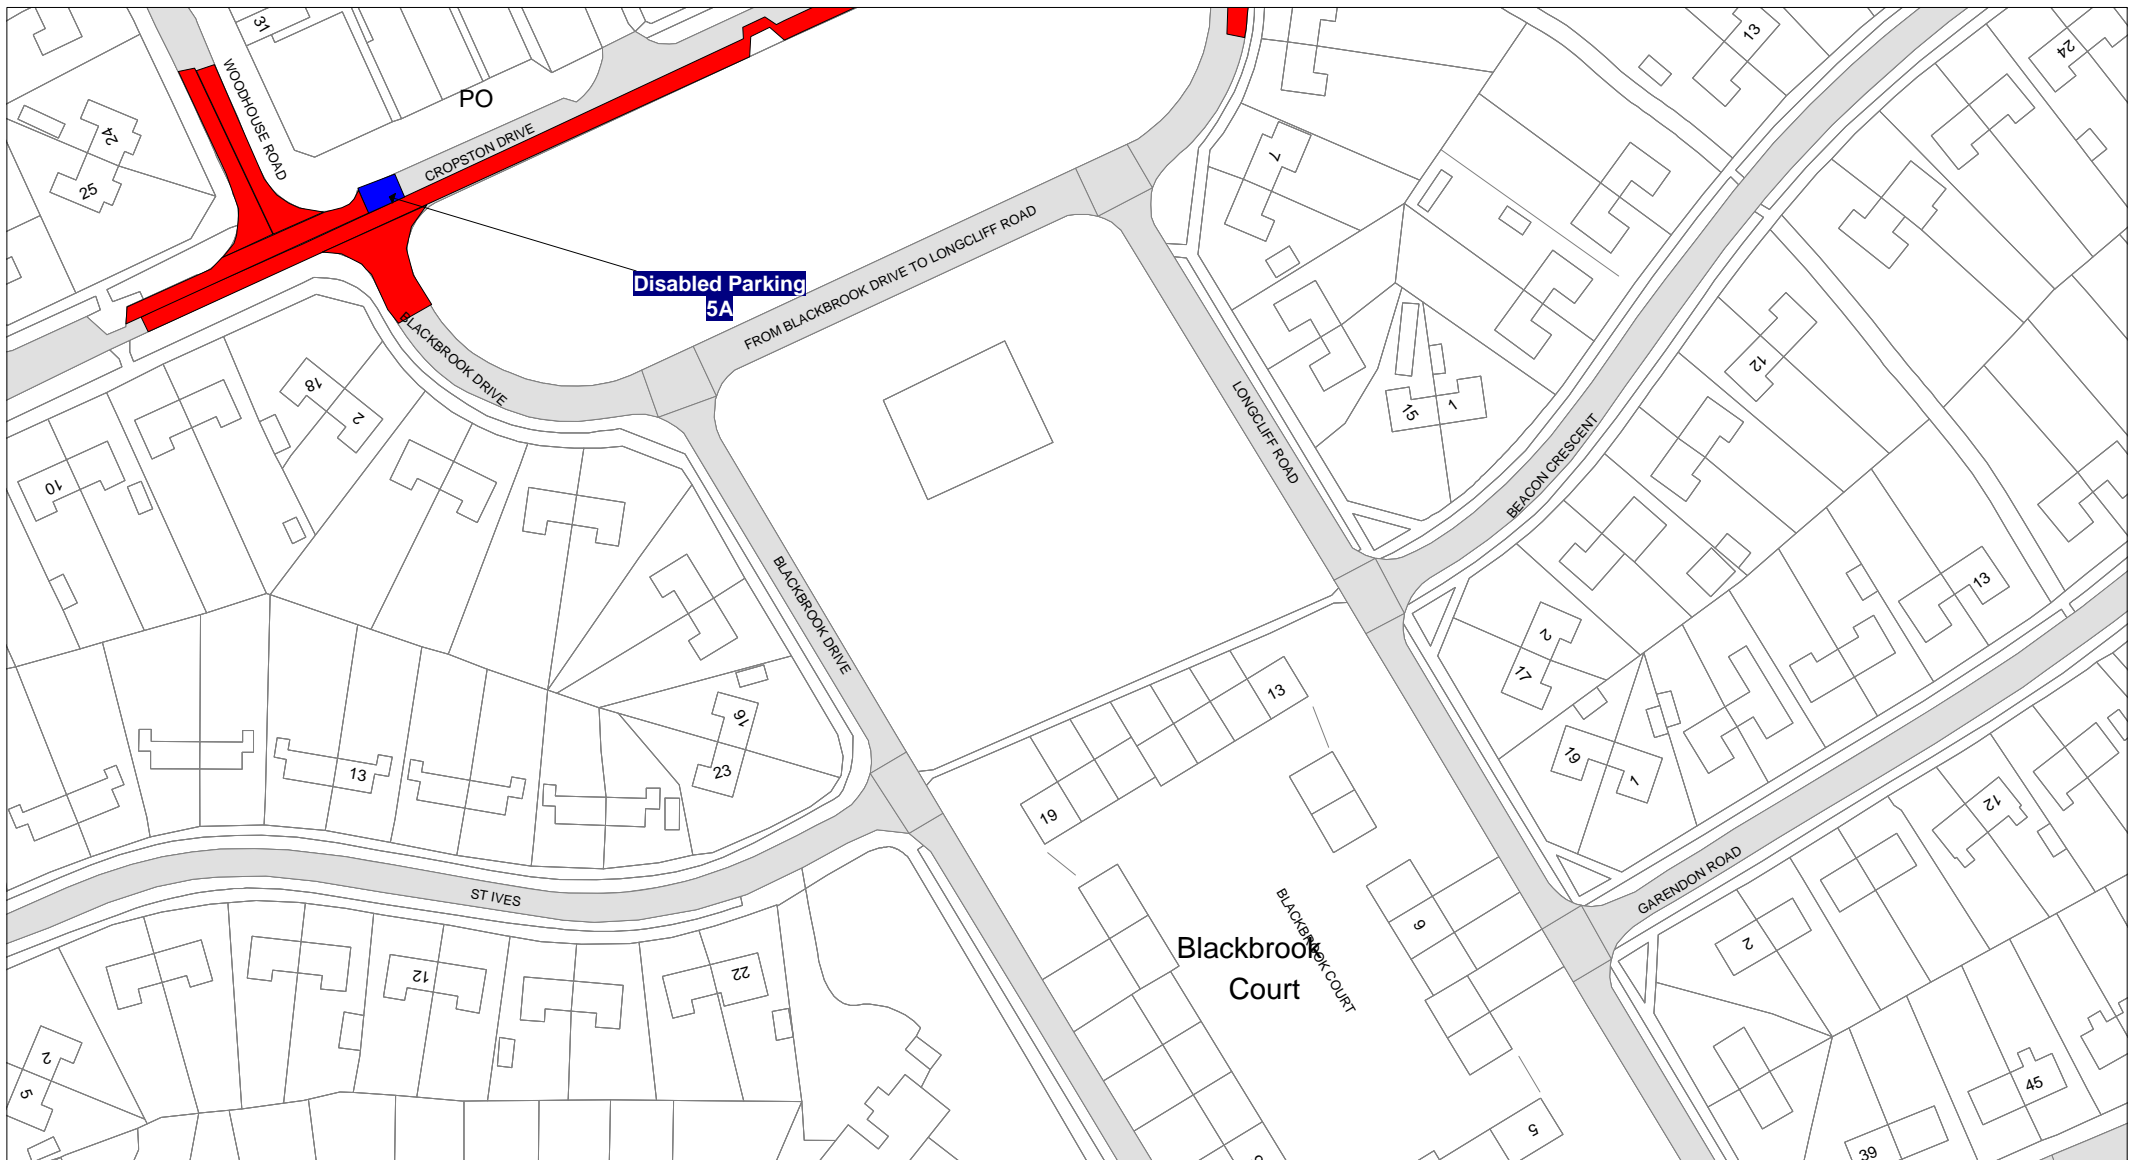 31
13
24
WOODHOUSE ROAD
PO
24
CROPSTON DRIVE
7
25
FROM BLACKBROOK DRIVE TO LONGCLIFF ROAD
Disabled Parking
5A
BLACKBROOK DRIVE
18
2
12
LONGCLIFF ROAD
15
1
BEACON CRESCENT
10
BLACKBROOK DRIVE
13
2
17
13
16
23
13
19
1
19
12
GARENDON ROAD
ST IVES
BLACKBROOK COURT
9
2
Blackbrook
Court
12
22
2
5
45
5
39